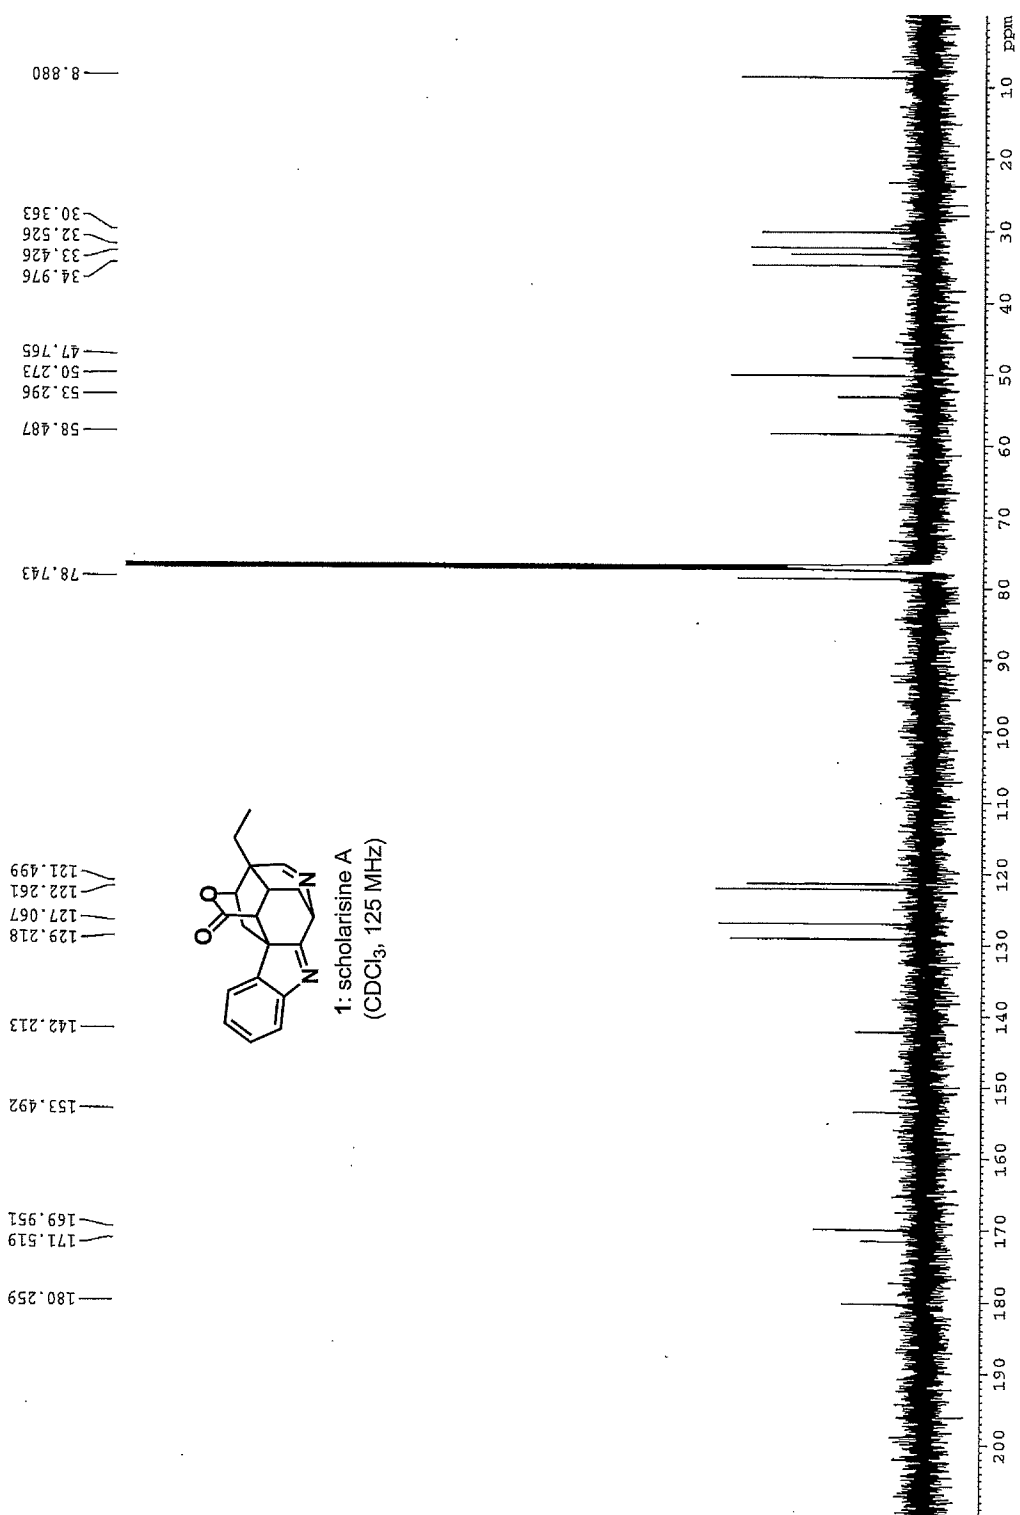 180.259
171.519
169.951
153.492
142.213
129.218
127.067
122.261
121.499
78.743
58.487
53.296
50.273
47.765
34.976
33.426
32.526
30.363
8.880
O
O
N
N
1: scholarisine A
(CDCl3, 125 MHz)
200 190 180 170 160 150 140 130 120 110 100 90 80 70 60 50 40 30 20 10 ppm